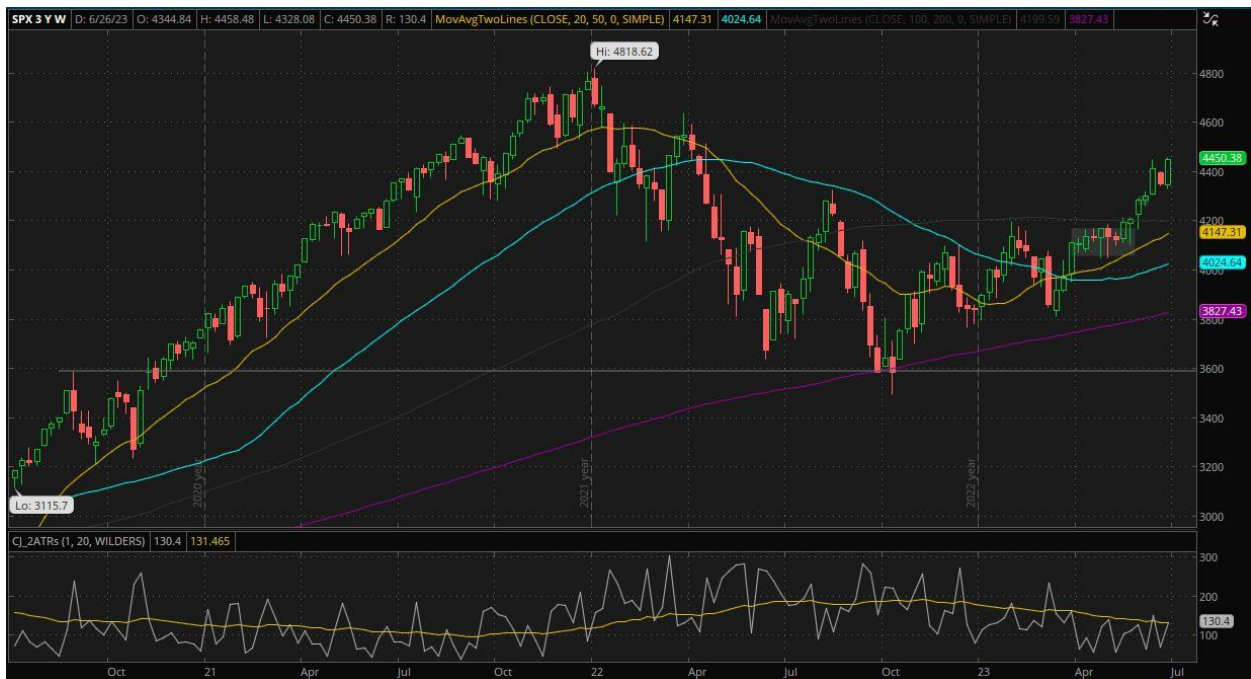 SPX 3 Y W D: 6/26/23 O: 4344.84 H: 4458.48 L: 4328.08 C: 4450.38 R: 130.4 MovAvgTwoLines (CLOSE, 20, 50, 0, SIMPLE) 4147.31 4024.64 MovAvgTwoLines (CLOSE, 100, 200, 0, SIMPLE) 4199.59 3827.43
Hi: 4818.62
4800
4600
4450.38
4400
4200
4147.31
4024.64
4000
3827.43
3800
3600
3400
3200
2020 year
2021 year
2022 year
Lo: 3115.7
3000
CJ_2ATRs (1, 20, WILDERS) 130.4 131.465
300
200
130.4
100
Oct 21 Apr Jul Oct 22 Apr Jul Oct 23 Apr Jul